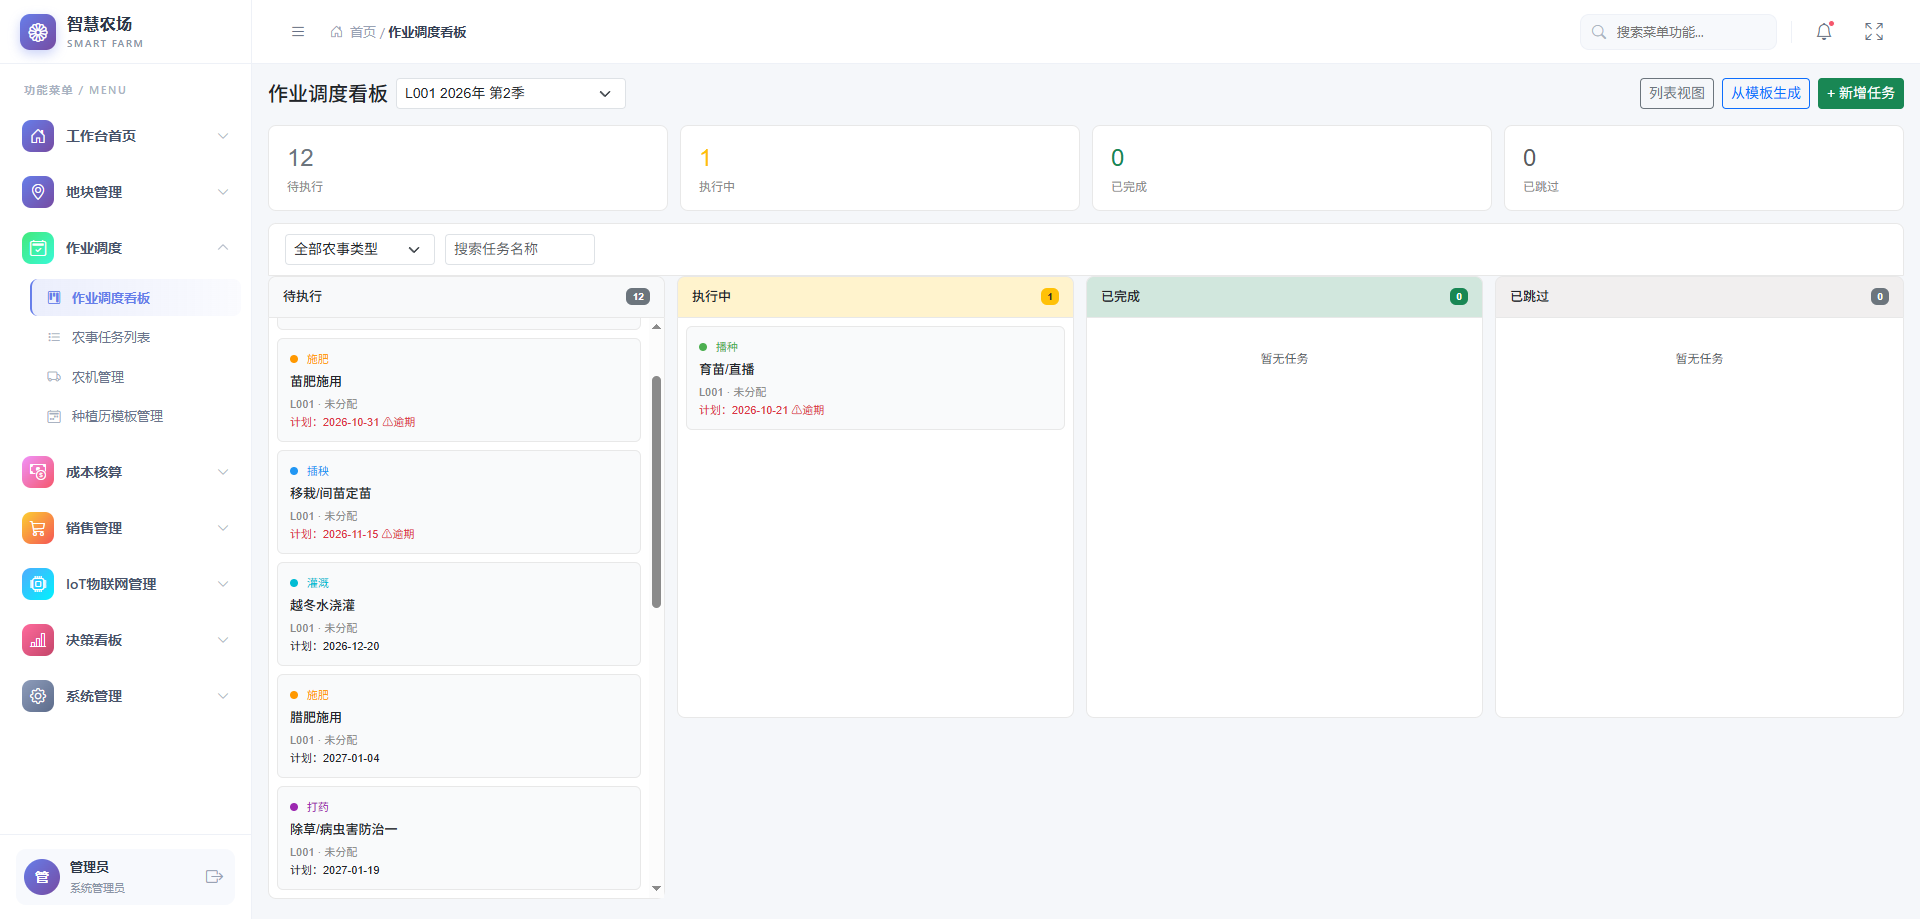 智慧农场
SMART FARM
功能菜单 / MENU
工作台首页
地块管理
作业调度
作业调度看板
农事任务列表
农机管理
种植历模板管理
成本核算
销售管理
IoT物联网管理
决策看板
系统管理
管
管理员
系统管理员
首页 / 作业调度看板
搜索菜单功能...
作业调度看板
L001 2026年 第2季
列表视图
从模板生成
+ 新增任务
12
待执行
1
执行中
0
已完成
0
已跳过
全部农事类型
搜索任务名称
待执行
12
施肥
苗肥施用
L001 · 未分配
计划：2026-10-31 ⚠逾期
插秧
移栽/间苗定苗
L001 · 未分配
计划：2026-11-15 ⚠逾期
灌溉
越冬水浇灌
L001 · 未分配
计划：2026-12-20
施肥
腊肥施用
L001 · 未分配
计划：2027-01-04
打药
除草/病虫害防治一
L001 · 未分配
计划：2027-01-19
执行中
1
播种
育苗/直播
L001 · 未分配
计划：2026-10-21 ⚠逾期
已完成
0
暂无任务
已跳过
0
暂无任务